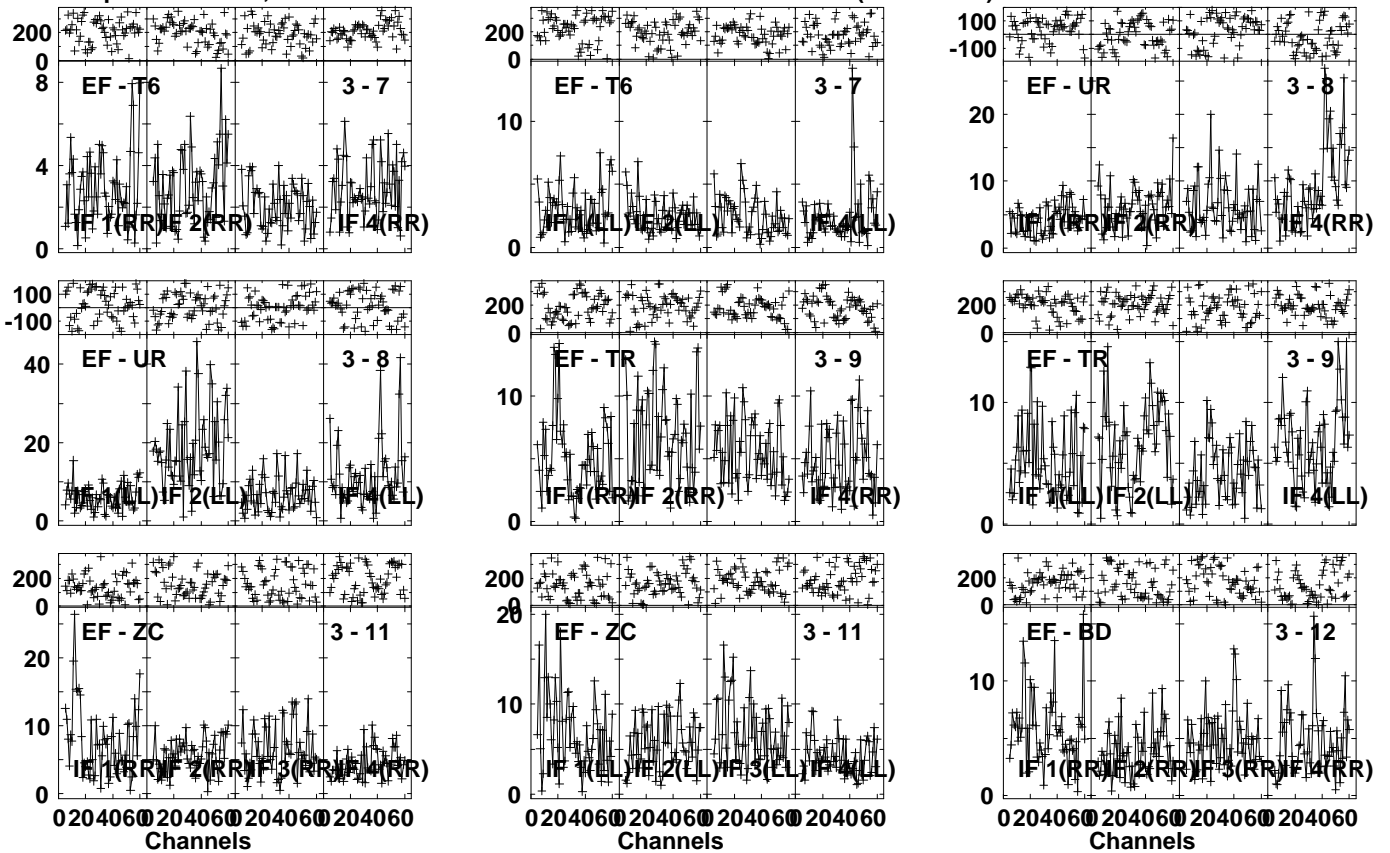 200
0
8
4
0
EF - T6
3 - 7
IF 1(RR)
IF 2(RR)
IF 4(RR)
200
0
10
0
EF - T6
3 - 7
IF 1(LL)
IF 2(LL)
IF 4(LL)
100
-100
20
10
0
EF - UR
3 - 8
IF 1(RR)
IF 2(RR)
IF 4(RR)
100
-100
40
20
0
EF - UR
3 - 8
IF 1(LL)
IF 2(LL)
IF 4(LL)
200
0
10
0
EF - TR
3 - 9
IF 1(RR)
IF 2(RR)
IF 4(RR)
200
0
10
0
EF - TR
3 - 9
IF 1(LL)
IF 2(LL)
IF 4(LL)
200
0
20
10
0
EF - ZC
3 - 11
IF 1(RR)
IF 2(RR)
IF 3(RR)
IF 4(RR)
0 20 40 60 0 20 40 60 0 20 40 60 0 20 40 60
Channels
200
0
20
10
0
EF - ZC
3 - 11
IF 1(LL)
IF 2(LL)
IF 3(LL)
IF 4(LL)
0 20 40 60 0 20 40 60 0 20 40 60 0 20 40 60
Channels
200
0
10
0
EF - BD
3 - 12
IF 1(RR)
IF 2(RR)
IF 3(RR)
IF 4(RR)
0 20 40 60 0 20 40 60 0 20 40 60 0 20 40 60
Channels